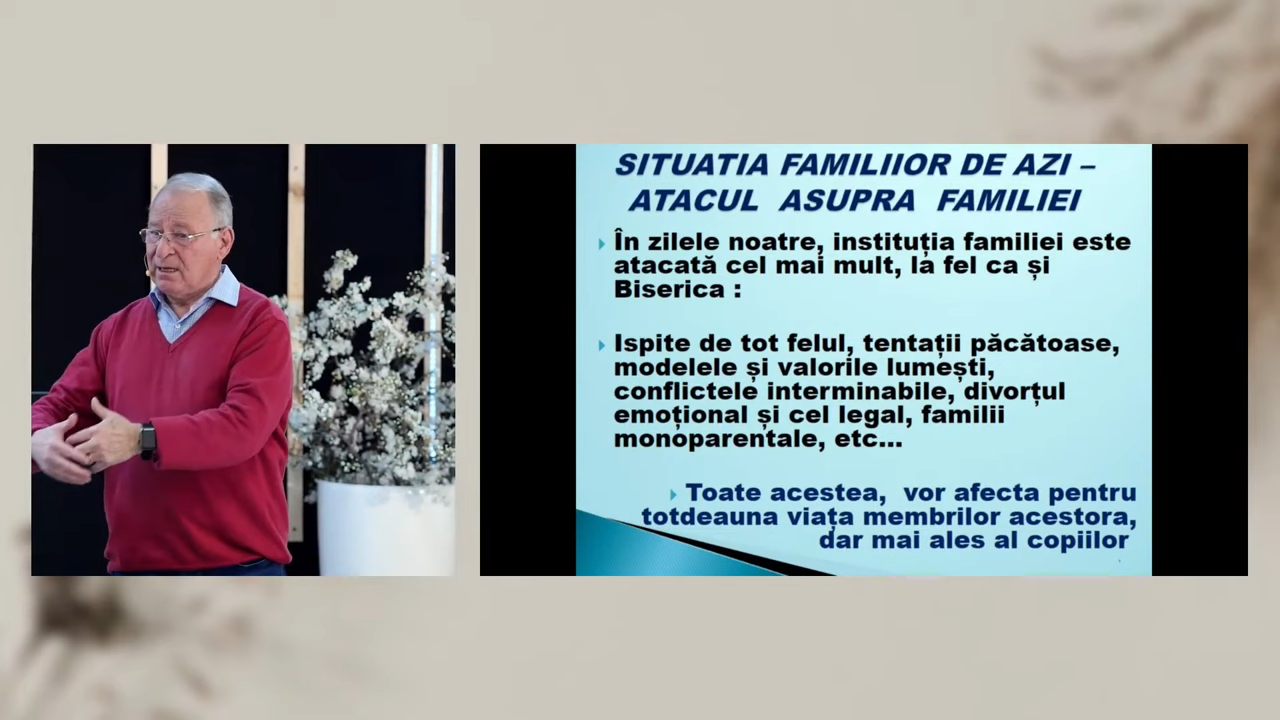 SITUATIA FAMILIIOR DE AZI –
ATACUL ASUPRA FAMILIEI
În zilele noatre, instituția familiei este
atacată cel mai mult, la fel ca și
Biserica :
Ispite de tot felul, tentații păcătoase,
modelele și valorile lumești,
conflictele interminabile, divorțul
emoțional și cel legal, familii
monoparentale, etc...
Toate acestea, vor afecta pentru
totdeauna viața membrilor acestora,
dar mai ales al copiilor